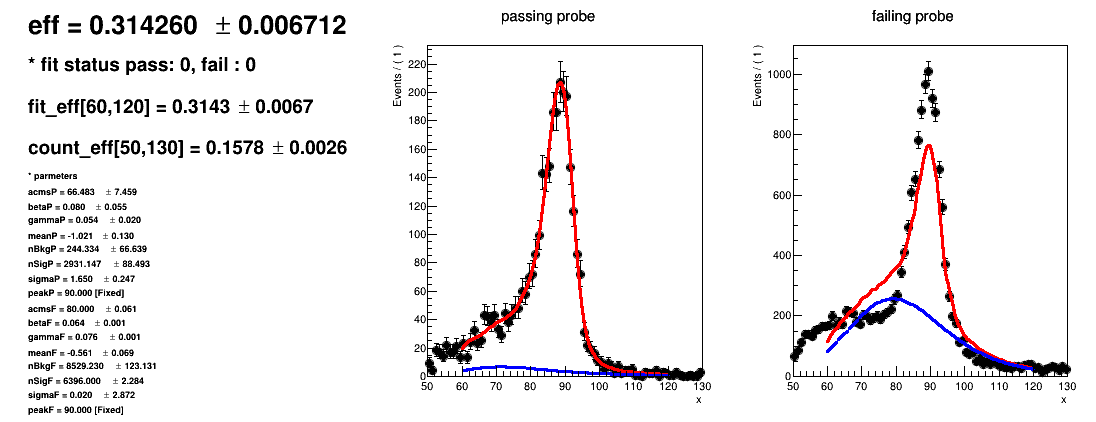 eff = 0.314260 ± 0.006712
* fit status pass: 0, fail : 0
fit_eff[60,120] = 0.3143 ± 0.0067
count_eff[50,130] = 0.1578 ± 0.0026
* parmeters
acmsP = 66.483 ± 7.459
betaP = 0.080 ± 0.055
gammaP = 0.054 ± 0.020
meanP = -1.021 ± 0.130
nBkgP = 244.334 ± 66.639
nSigP = 2931.147 ± 88.493
sigmaP = 1.650 ± 0.247
peakP = 90.000 [Fixed]
acmsF = 80.000 ± 0.061
betaF = 0.064 ± 0.001
gammaF = 0.076 ± 0.001
meanF = -0.561 ± 0.069
nBkgF = 8529.230 ± 123.131
nSigF = 6396.000 ± 2.284
sigmaF = 0.020 ± 2.872
peakF = 90.000 [Fixed]
passing probe
Events / ( 1 )
220
200
180
160
140
120
100
80
60
40
20
0
50 60 70 80 90 100 110 120 130
x
failing probe
Events / ( 1 )
1000
800
600
400
200
0
50 60 70 80 90 100 110 120 130
x